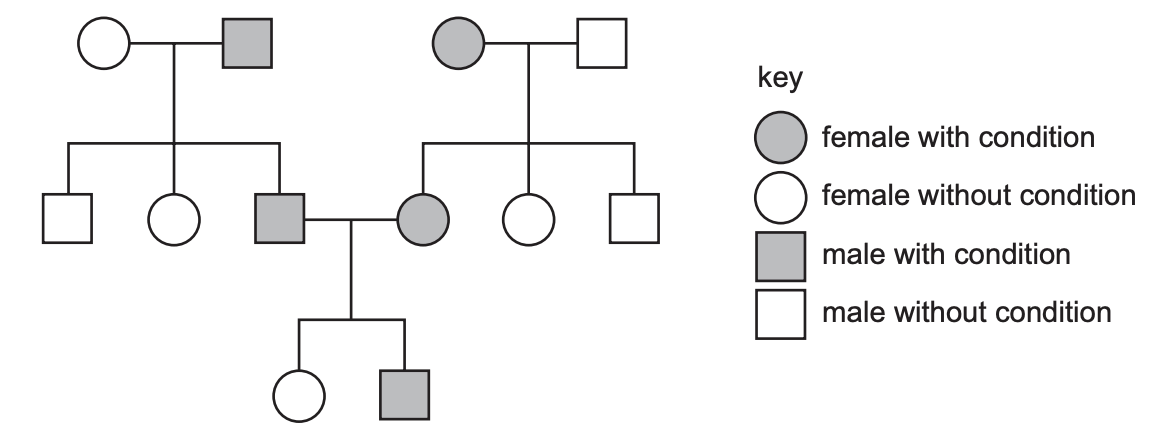 key
female with condition
female without condition
male with condition
male without condition